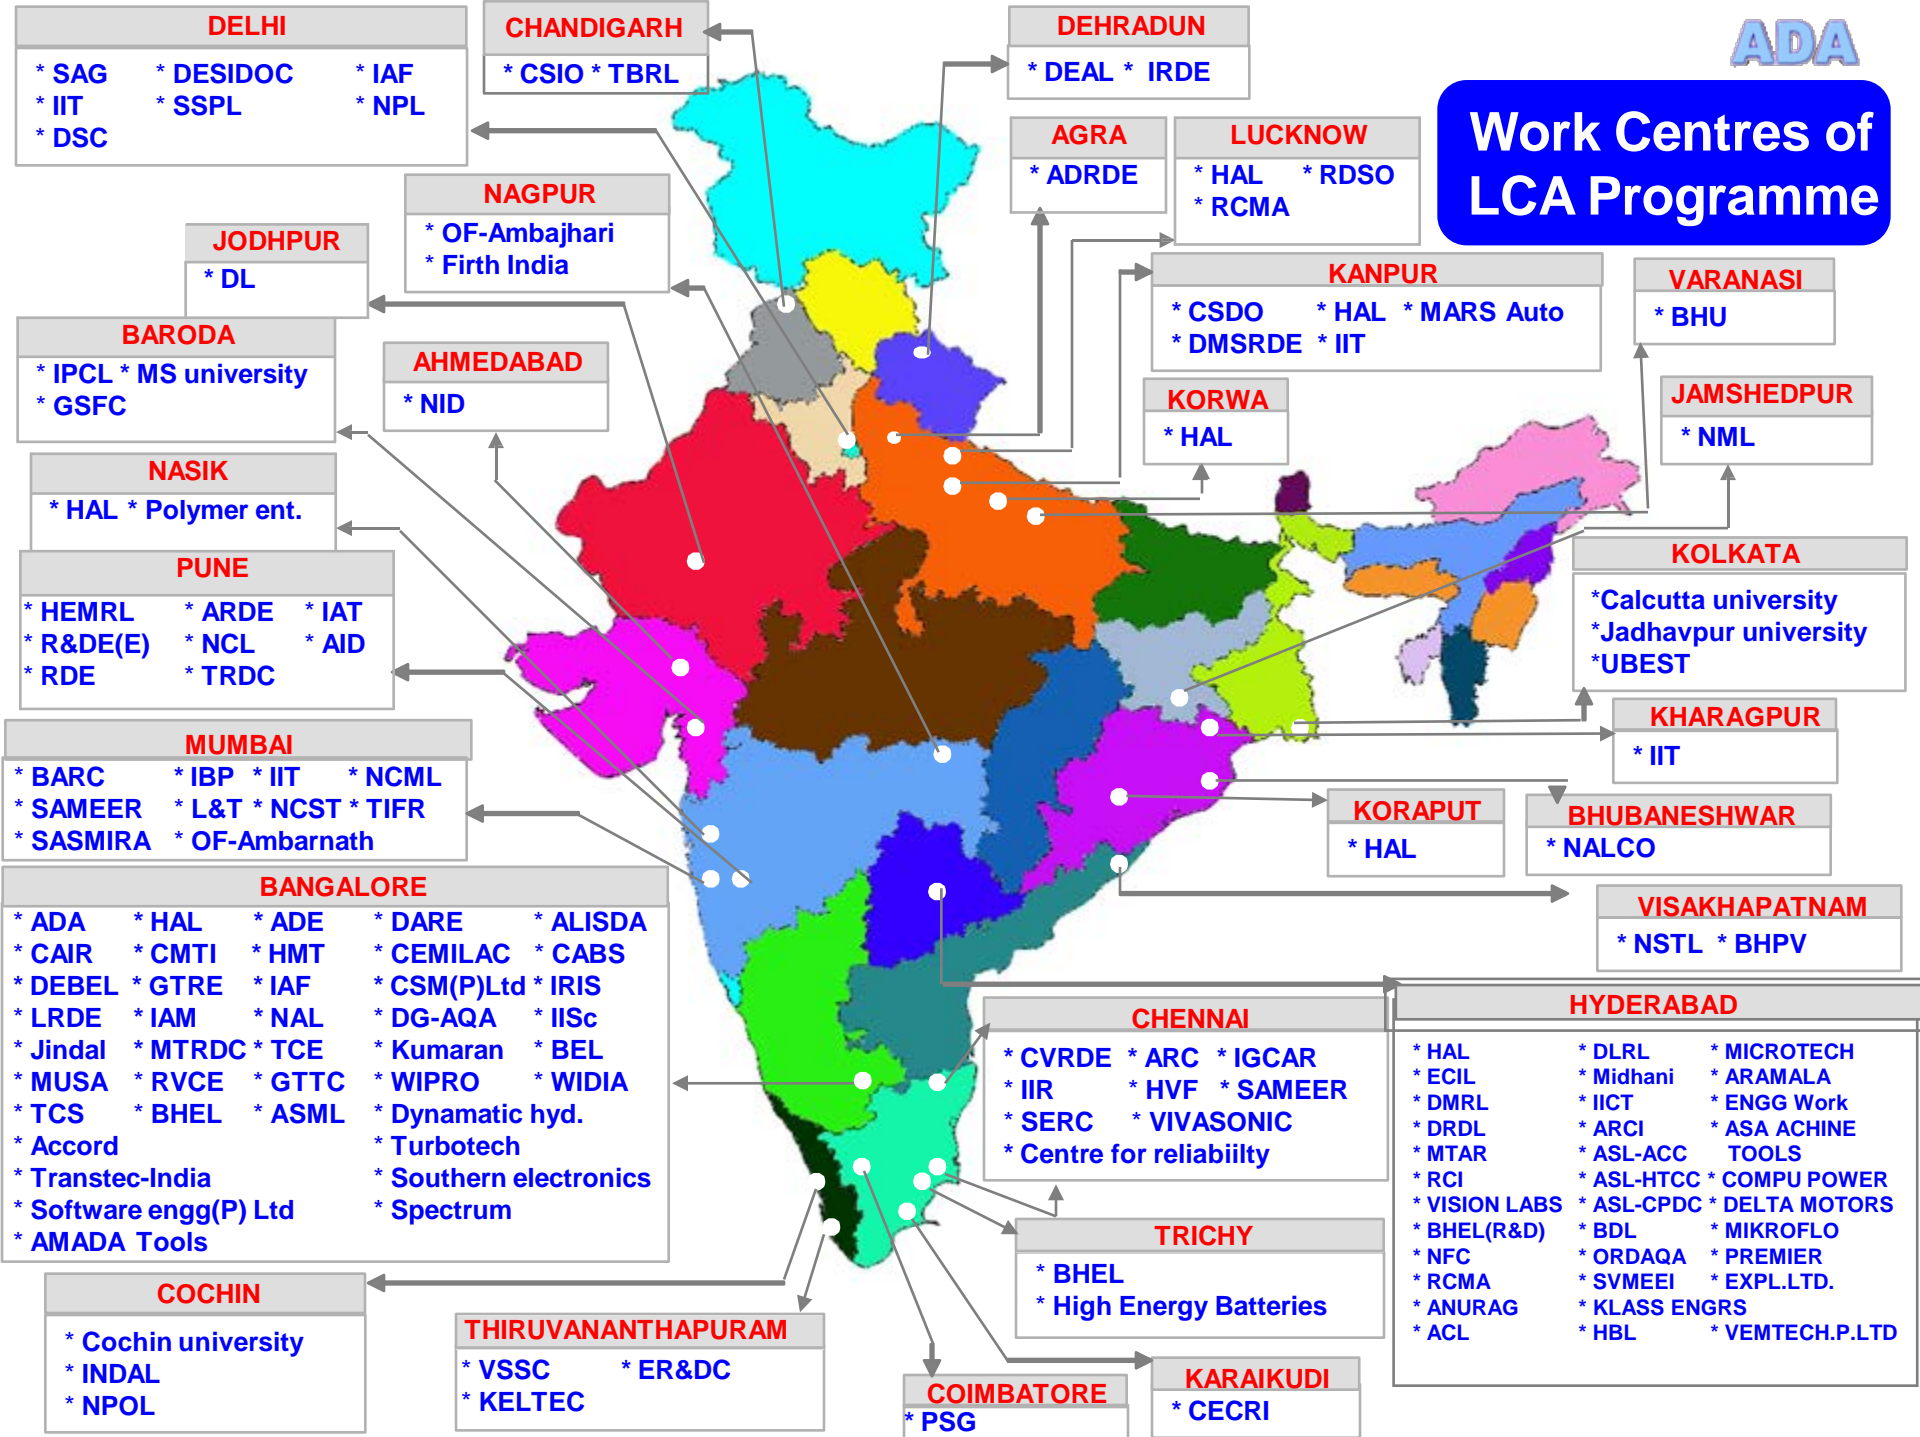 ADA
Work Centres of
LCA Programme
DELHI
* SAG * DESIDOC * IAF
* IIT * SSPL * NPL
* DSC
CHANDIGARH
* CSIO * TBRL
DEHRADUN
* DEAL * IRDE
AGRA
* ADRDE
LUCKNOW
* HAL * RDSO
* RCMA
NAGPUR
* OF-Ambajhari
* Firth India
JODHPUR
* DL
KANPUR
* CSDO * HAL * MARS Auto
* DMSRDE * IIT
VARANASI
* BHU
BARODA
* IPCL * MS university
* GSFC
AHMEDABAD
* NID
KORWA
* HAL
JAMSHEDPUR
* NML
NASIK
* HAL * Polymer ent.
PUNE
* HEMRL * ARDE * IAT
* R&DE(E) * NCL * AID
* RDE * TRDC
KOLKATA
*Calcutta university
*Jadhavpur university
*UBEST
KHARAGPUR
* IIT
MUMBAI
* BARC * IBP * IIT * NCML
* SAMEER * L&T * NCST * TIFR
* SASMIRA * OF-Ambarnath
KORAPUT
* HAL
BHUBANESHWAR
* NALCO
VISAKHAPATNAM
* NSTL * BHPV
BANGALORE
* ADA * HAL * ADE * DARE * ALISDA
* CAIR * CMTI * HMT * CEMILAC * CABS
* DEBEL * GTRE * IAF * CSM(P)Ltd * IRIS
* LRDE * IAM * NAL * DG-AQA * IISc
* Jindal * MTRDC * TCE * Kumaran * BEL
* MUSA * RVCE * GTTC * WIPRO * WIDIA
* TCS * BHEL * ASML * Dynamatic hyd.
* Accord * Turbotech
* Transtec-India * Southern electronics
* Software engg(P) Ltd * Spectrum
* AMADA Tools
CHENNAI
* CVRDE * ARC * IGCAR
* IIR * HVF * SAMEER
* SERC * VIVASONIC
* Centre for reliabiilty
HYDERABAD
* HAL * DLRL * MICROTECH
* ECIL * Midhani * ARAMALA
* DMRL * IICT * ENGG Work
* DRDL * ARCI * ASA ACHINE
* MTAR * ASL-ACC TOOLS
* RCI * ASL-HTCC * COMPU POWER
* VISION LABS * ASL-CPDC * DELTA MOTORS
* BHEL(R&D) * BDL * MIKROFLO
* NFC * ORDAQA * PREMIER
* RCMA * SVMEEI * EXPL.LTD.
* ANURAG * KLASS ENGRS
* ACL * HBL * VEMTECH.P.LTD
TRICHY
* BHEL
* High Energy Batteries
COCHIN
* Cochin university
* INDAL
* NPOL
THIRUVANANTHAPURAM
* VSSC * ER&DC
* KELTEC
COIMBATORE
* PSG
KARAIKUDI
* CECRI